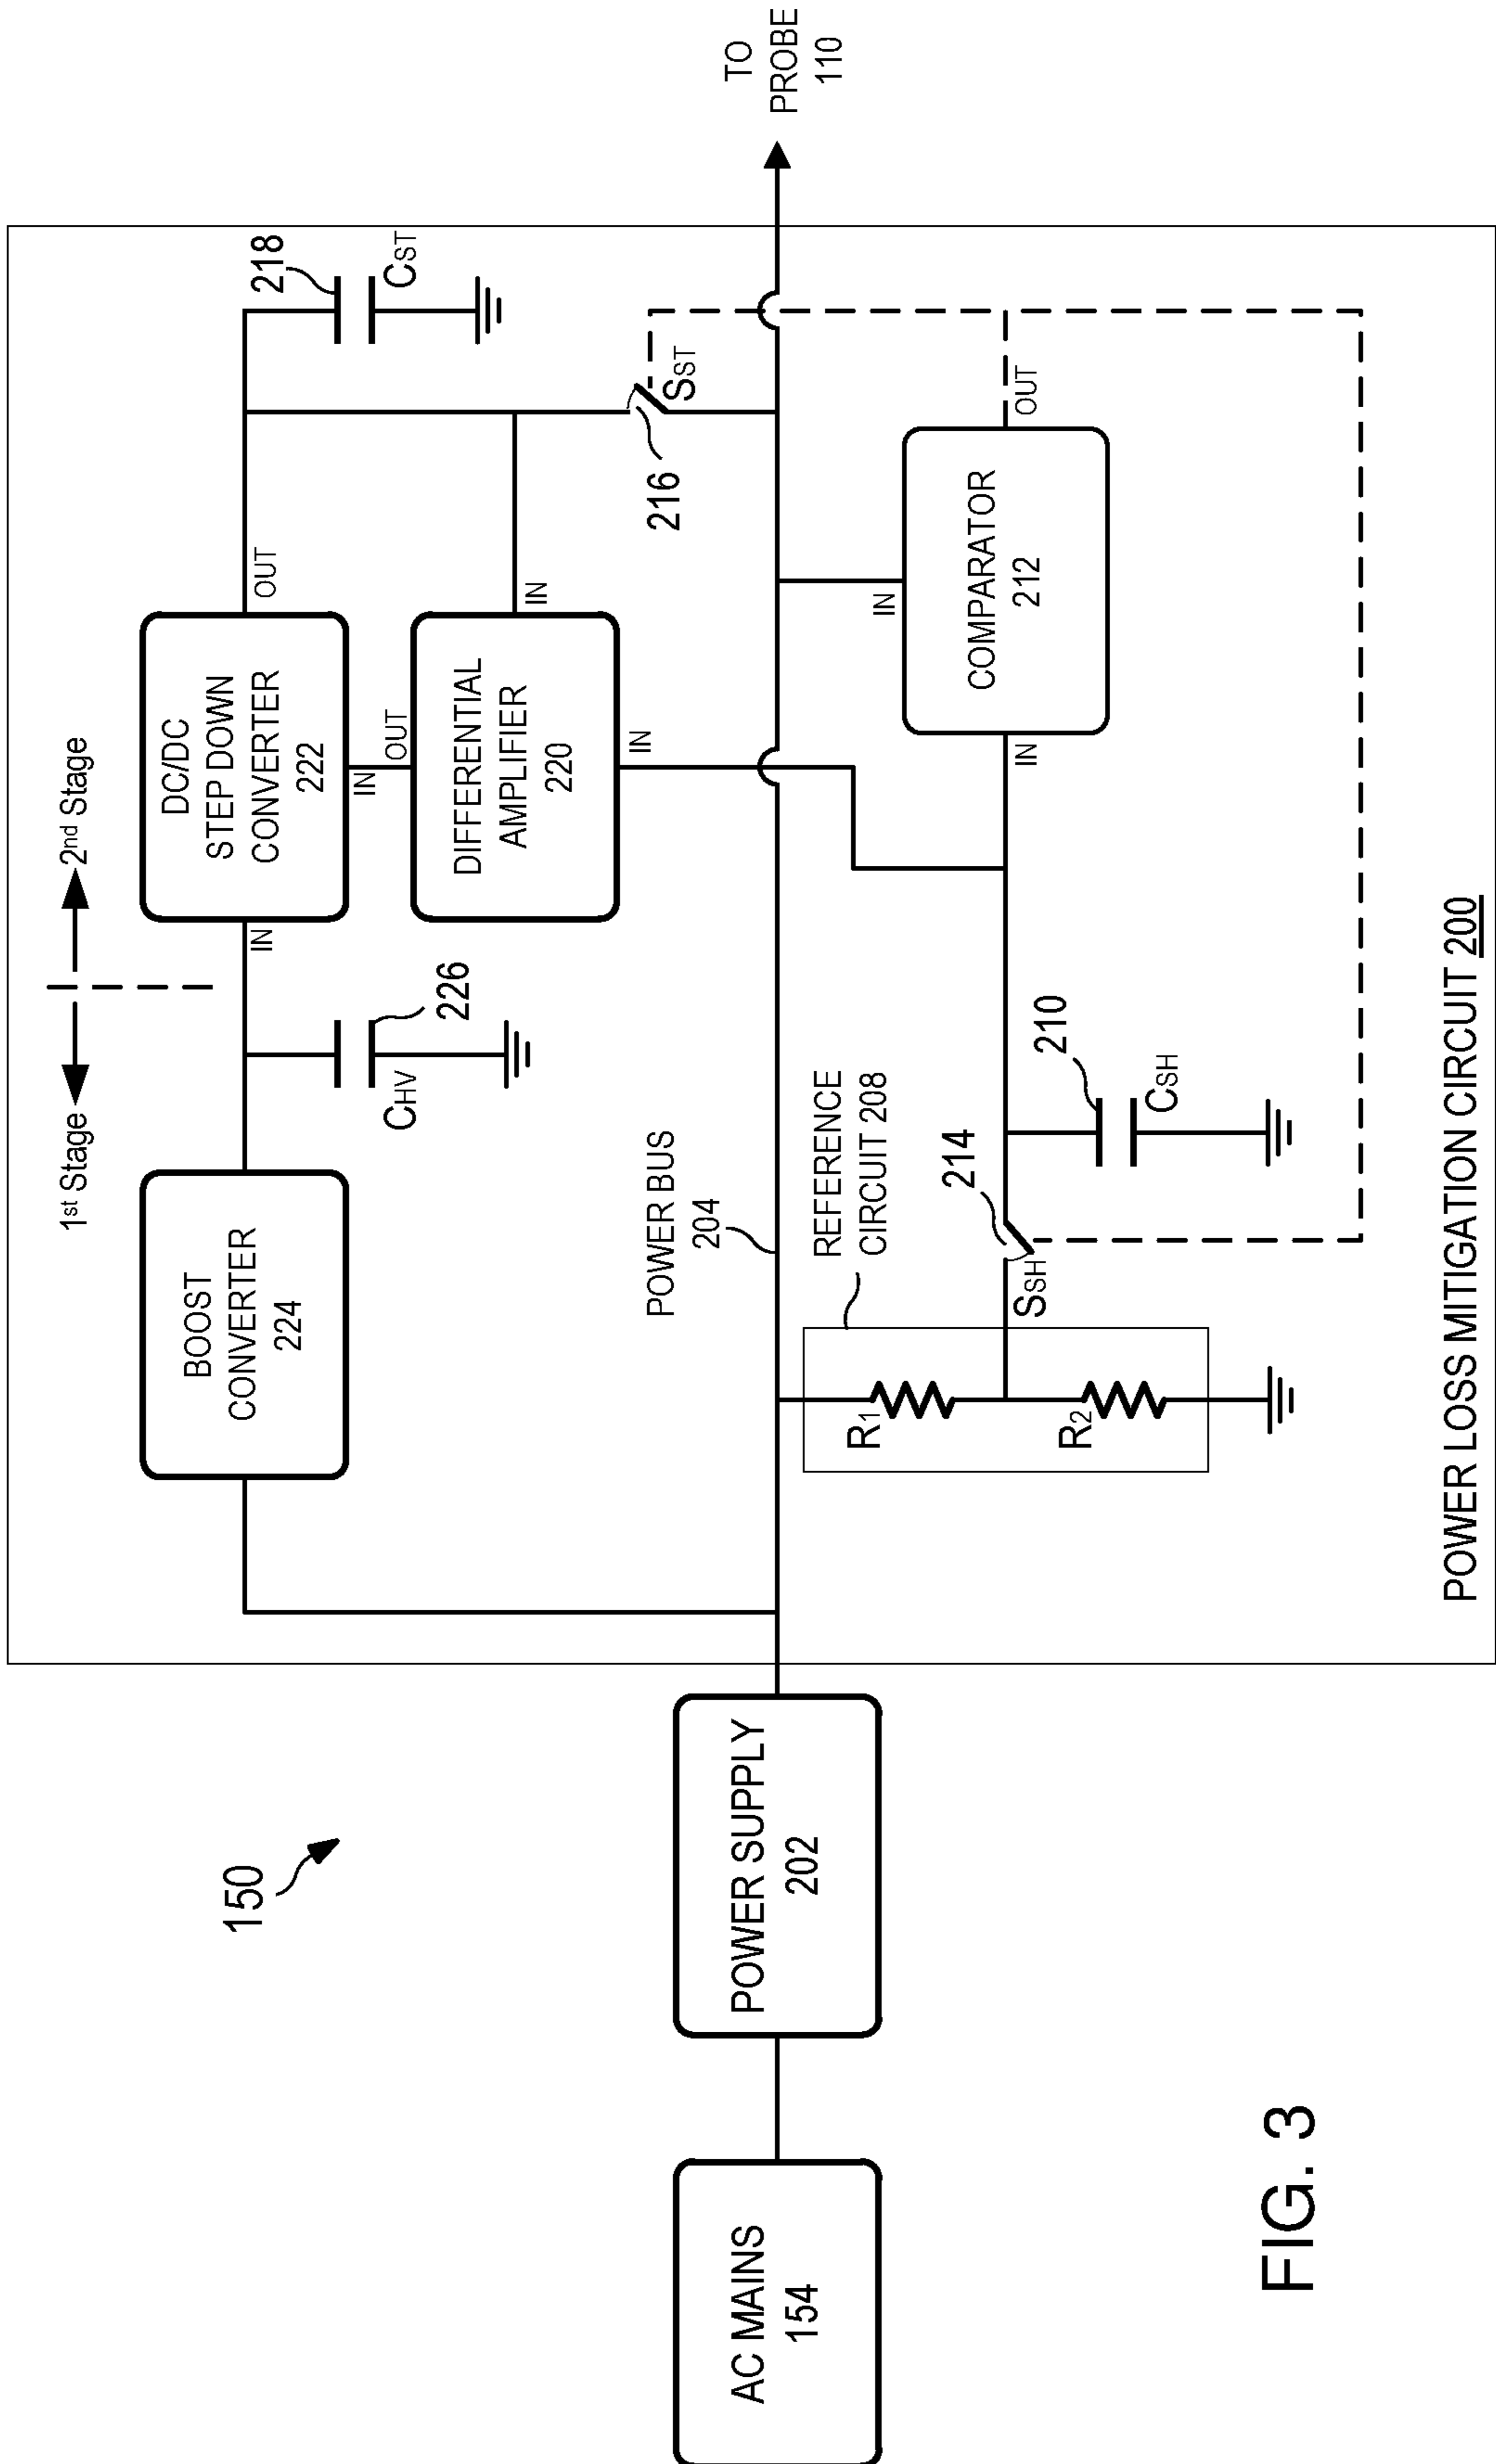 150
AC MAINS
154
POWER SUPPLY
202
1st Stage
2nd Stage
BOOST
CONVERTER
224
CHV
226
IN
DC/DC
STEP DOWN
CONVERTER
222
OUT
IN
OUT
DIFFERENTIAL
AMPLIFIER
220
IN
IN
218
CST
216
SST
POWER BUS
204
TO
PROBE
110
REFERENCE
CIRCUIT 208
R1
R2
214
SSH
210
CSH
IN
IN
COMPARATOR
212
OUT
POWER LOSS MITIGATION CIRCUIT 200
FIG. 3